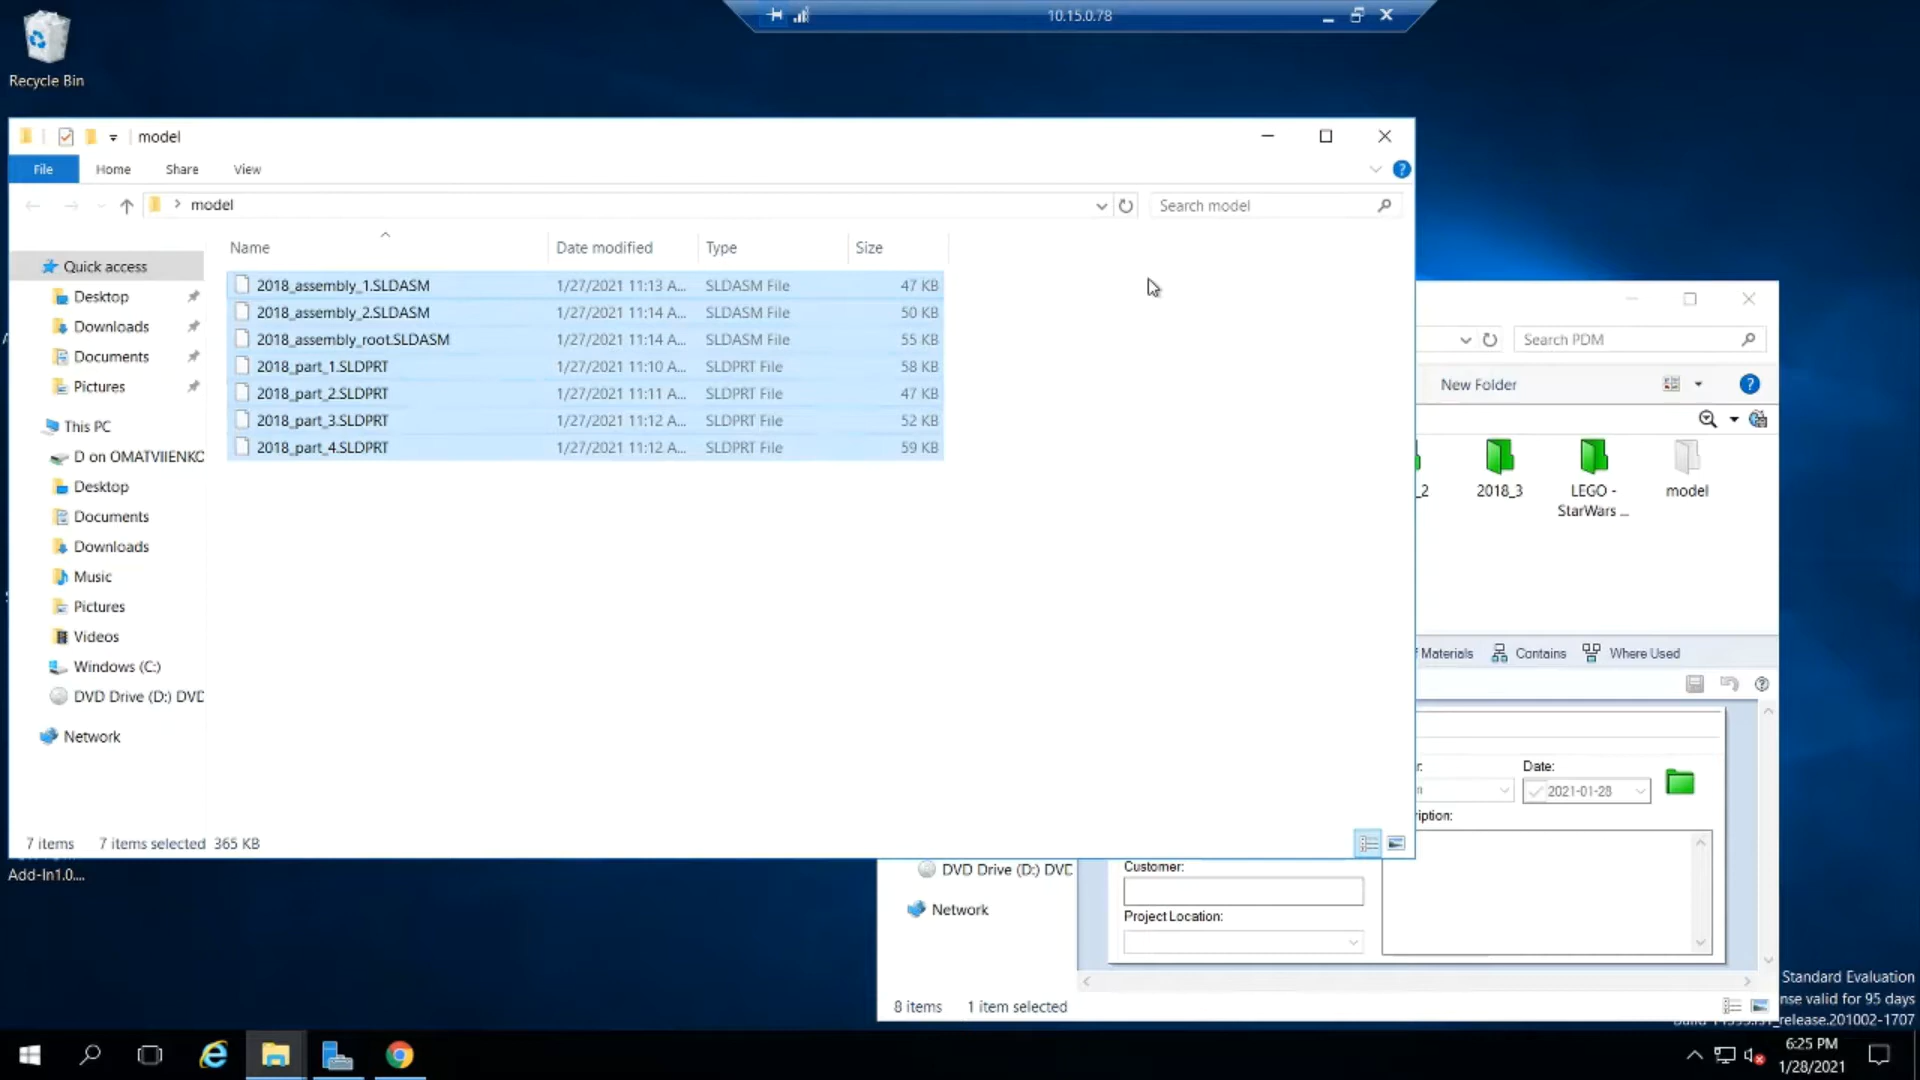 10.15.0.78
Recycle Bin
model
File
Home
Share
View
model
Search model
Name
Date modified
Type
Size
Quick access
Desktop
Downloads
Documents
Pictures
This PC
D on OMATVIIENKO
Desktop
Documents
Downloads
Music
Pictures
Videos
Windows (C:)
DVD Drive (D:) DVD
Network
2018_assembly_1.SLDASM 1/27/2021 11:13 A... SLDASM File 47 KB
2018_assembly_2.SLDASM 1/27/2021 11:14 A... SLDASM File 50 KB
2018_assembly_root.SLDASM 1/27/2021 11:14 A... SLDASM File 55 KB
2018_part_1.SLDPRT 1/27/2021 11:10 A... SLDPRT File 58 KB
2018_part_2.SLDPRT 1/27/2021 11:11 A... SLDPRT File 47 KB
2018_part_3.SLDPRT 1/27/2021 11:12 A... SLDPRT File 52 KB
2018_part_4.SLDPRT 1/27/2021 11:12 A... SLDPRT File 59 KB
7 items 7 items selected 365 KB
Add-In1.0....
Search PDM
New Folder
_2
2018_3
LEGO -
StarWars ...
model
Materials
Contains
Where Used
Date:
2021-01-28
iption:
DVD Drive (D:) DVD
Network
Customer:
Project Location:
8 items 1 item selected
Standard Evaluation
nse valid for 95 days
release.201002-1707
6:25 PM
1/28/2021